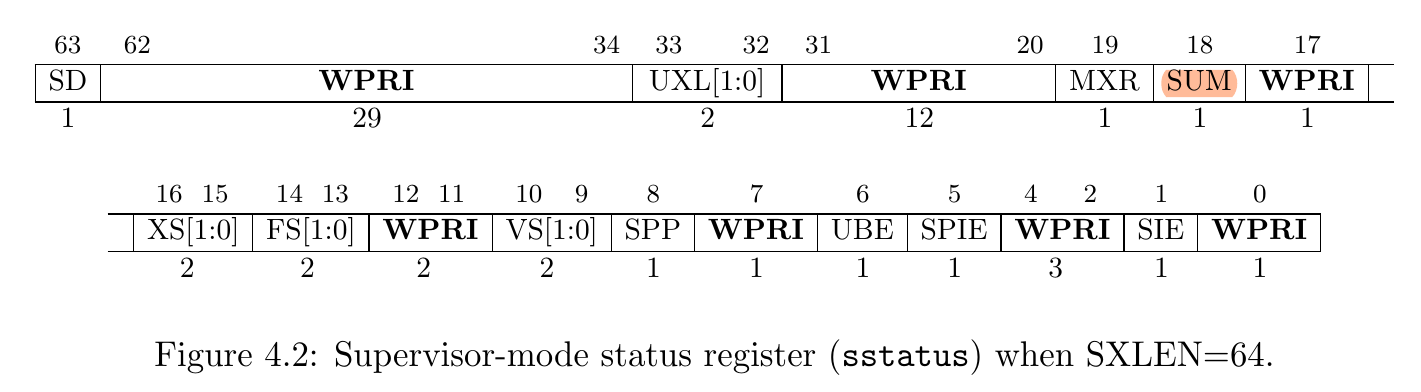 63 62 34 33 32 31 20 19 18 17
SD WPRI UXL[1:0] WPRI MXR SUM WPRI
1 29 2 12 1 1 1
16 15 14 13 12 11 10 9 8 7 6 5 4 2 1 0
XS[1:0] FS[1:0] WPRI VS[1:0] SPP WPRI UBE SPIE WPRI SIE WPRI
2 2 2 2 1 1 1 1 3 1 1
Figure 4.2: Supervisor-mode status register (sstatus) when SXLEN=64.